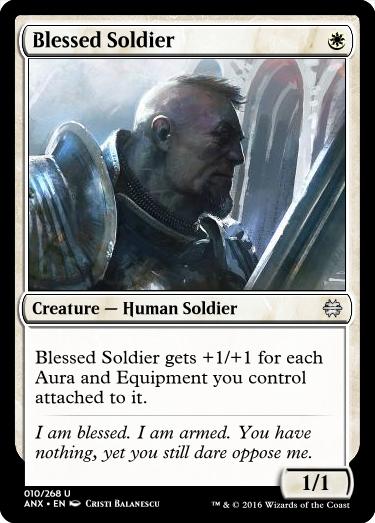 Blessed Soldier
Creature — Human Soldier
Blessed Soldier gets +1/+1 for each
Aura and Equipment you control
attached to it.
I am blessed. I am armed. You have
nothing, yet you still dare oppose me.
1/1
010/268 U
ANX • EN Cristi Balanescu
™ & © 2016 Wizards of the Coast